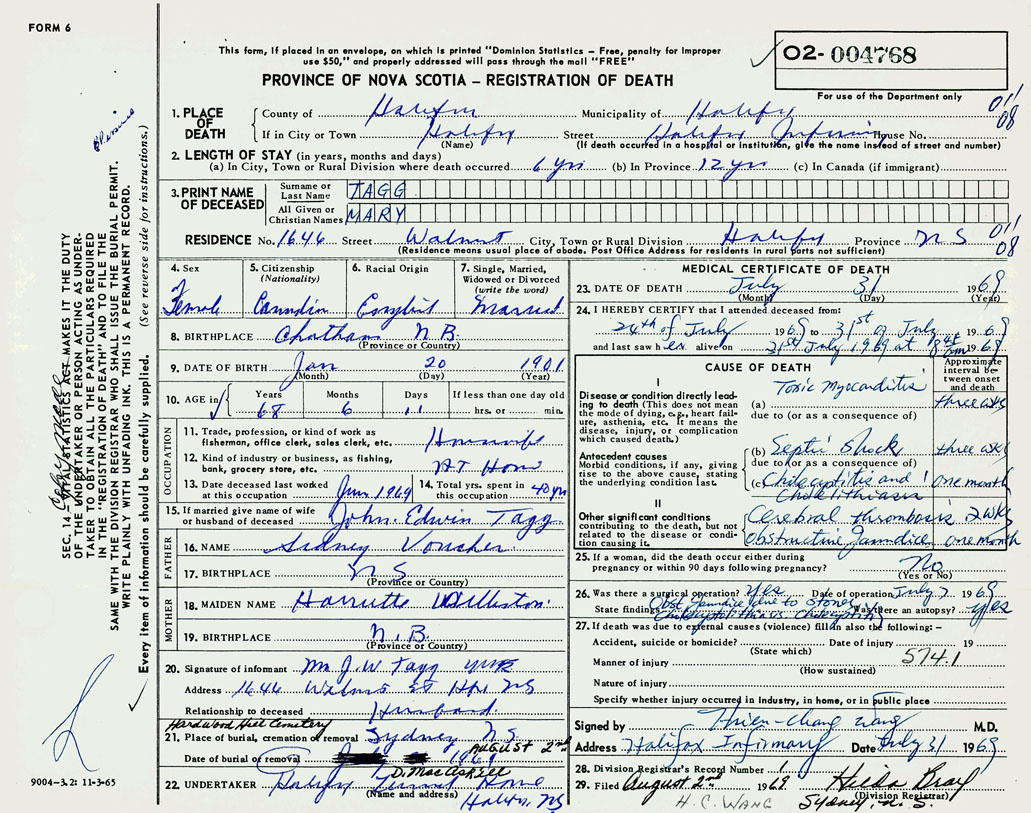 FORM 6
This form, if placed in an envelope, on which is printed "Dominion Statistics – Free, penalty for improper
use $50," and properly addressed will pass through the mail "FREE"
PROVINCE OF NOVA SCOTIA – REGISTRATION OF DEATH
02- 004768
For use of the Department only
1. PLACE OF DEATH County of Halifax Municipality of Halifax 011 08
If in City or Town Halifax Street Halifax Infirmary House No.
(Name) (If death occurred in a hospital or institution, give the name instead of street and number)
2. LENGTH OF STAY (in years, months and days)
(a) In City, Town or Rural Division where death occurred 6 yrs (b) In Province 12 yrs (c) In Canada (if immigrant)
3. PRINT NAME OF DECEASED Surname or Last Name TAGG
All Given or Christian Names MARY
RESIDENCE No. 1646 Street Walnut City, Town or Rural Division Halifax Province N S 011 08
(Residence means usual place of abode. Post Office Address for residents in rural parts not sufficient)
4. Sex Female
5. Citizenship (Nationality) Canadian
6. Racial Origin English
7. Single, Married, Widowed or Divorced (write the word) Married
8. BIRTHPLACE Chatham N.B.
(Province or Country)
9. DATE OF BIRTH Jan 20 1901
(Month) (Day) (Year)
10. AGE in Years Months Days If less than one day old
68 6 11 hrs. or min.
OCCUPATION
11. Trade, profession, or kind of work as fisherman, office clerk, sales clerk, etc. Housewife
12. Kind of industry or business, as fishing, bank, grocery store, etc. AT Home
13. Date deceased last worked at this occupation Jun 1969 14. Total yrs. spent in this occupation 40 yrs
15. If married give name of wife or husband of deceased John Edwin Tagg
FATHER
16. NAME Sidney Voucher
17. BIRTHPLACE N S
(Province or Country)
MOTHER
18. MAIDEN NAME Harriette Williston
19. BIRTHPLACE N.B.
(Province or Country)
20. Signature of informant Mr J.W Tagg
Address 1646 Walnut St Hfx NS
Relationship to deceased Husband
Hardwood Hill Cemetery
21. Place of burial, cremation or removal Sydney N.S.
Date of burial or removal August 2nd 1969
D. MacAskill
22. UNDERTAKER Halifax Funeral Home
(Name and address) Halifax, NS
MEDICAL CERTIFICATE OF DEATH
23. DATE OF DEATH July 31 1969
(Month) (Day) (Year)
24. I HEREBY CERTIFY that I attended deceased from:
24th of July 1969 to 31st of July 1969
and last saw her alive on 31st July 1969 at 1969
CAUSE OF DEATH
Approximate interval between onset and death
I
Disease or condition directly leading to death (This does not mean the mode of dying, e.g., heart failure, asthenia, etc. It means the disease, injury, or complication which caused death.)
(a) Toxic Myocarditis three wks
due to (or as a consequence of)
Antecedent causes
Morbid conditions, if any, giving rise to the above cause, stating the underlying condition last.
(b) Septic Shock three wks
due to (or as a consequence of)
(c) Cholecystitis and Cholelithiasis one month
II
Other significant conditions contributing to the death, but not related to the disease or condition causing it.
Cerebral thrombosis 2 wks
Obstructive Jaundice one month
25. If a woman, did the death occur either during pregnancy or within 90 days following pregnancy? No
(Yes or No)
26. Was there a surgical operation? Yes Date of operation July 7 1969
State findings Obst Jaundice due to Stones Was there an autopsy? yes
27. If death was due to external causes (violence) fill in also the following: –
Accident, suicide or homicide? Date of injury 19
(State which)
Manner of injury 574.1
(How sustained)
Nature of injury
Specify whether injury occurred in industry, in home, or in public place
Signed by Hsien-chang Wang M.D.
Address Halifax Infirmary Date July 31 1969
28. Division Registrar's Record Number 1
29. Filed August 2nd 1969 Hilda Bray
(Division Registrar)
H. C. WANG Sydney, N. S.
SEC. 14 – VITAL STATISTICS ACT MAKES IT THE DUTY
OF THE UNDERTAKER OR PERSON ACTING AS UNDER-
TAKER TO OBTAIN ALL THE PARTICULARS REQUIRED
IN THE "REGISTRATION OF DEATH" AND TO FILE THE
SAME WITH THE DIVISION REGISTRAR WHO SHALL ISSUE THE BURIAL PERMIT.
WRITE PLAINLY WITH UNFADING INK. THIS IS A PERMANENT RECORD.
Every item of information should be carefully supplied. (See reverse side for instructions.)
9004-3.2: 11-3-65